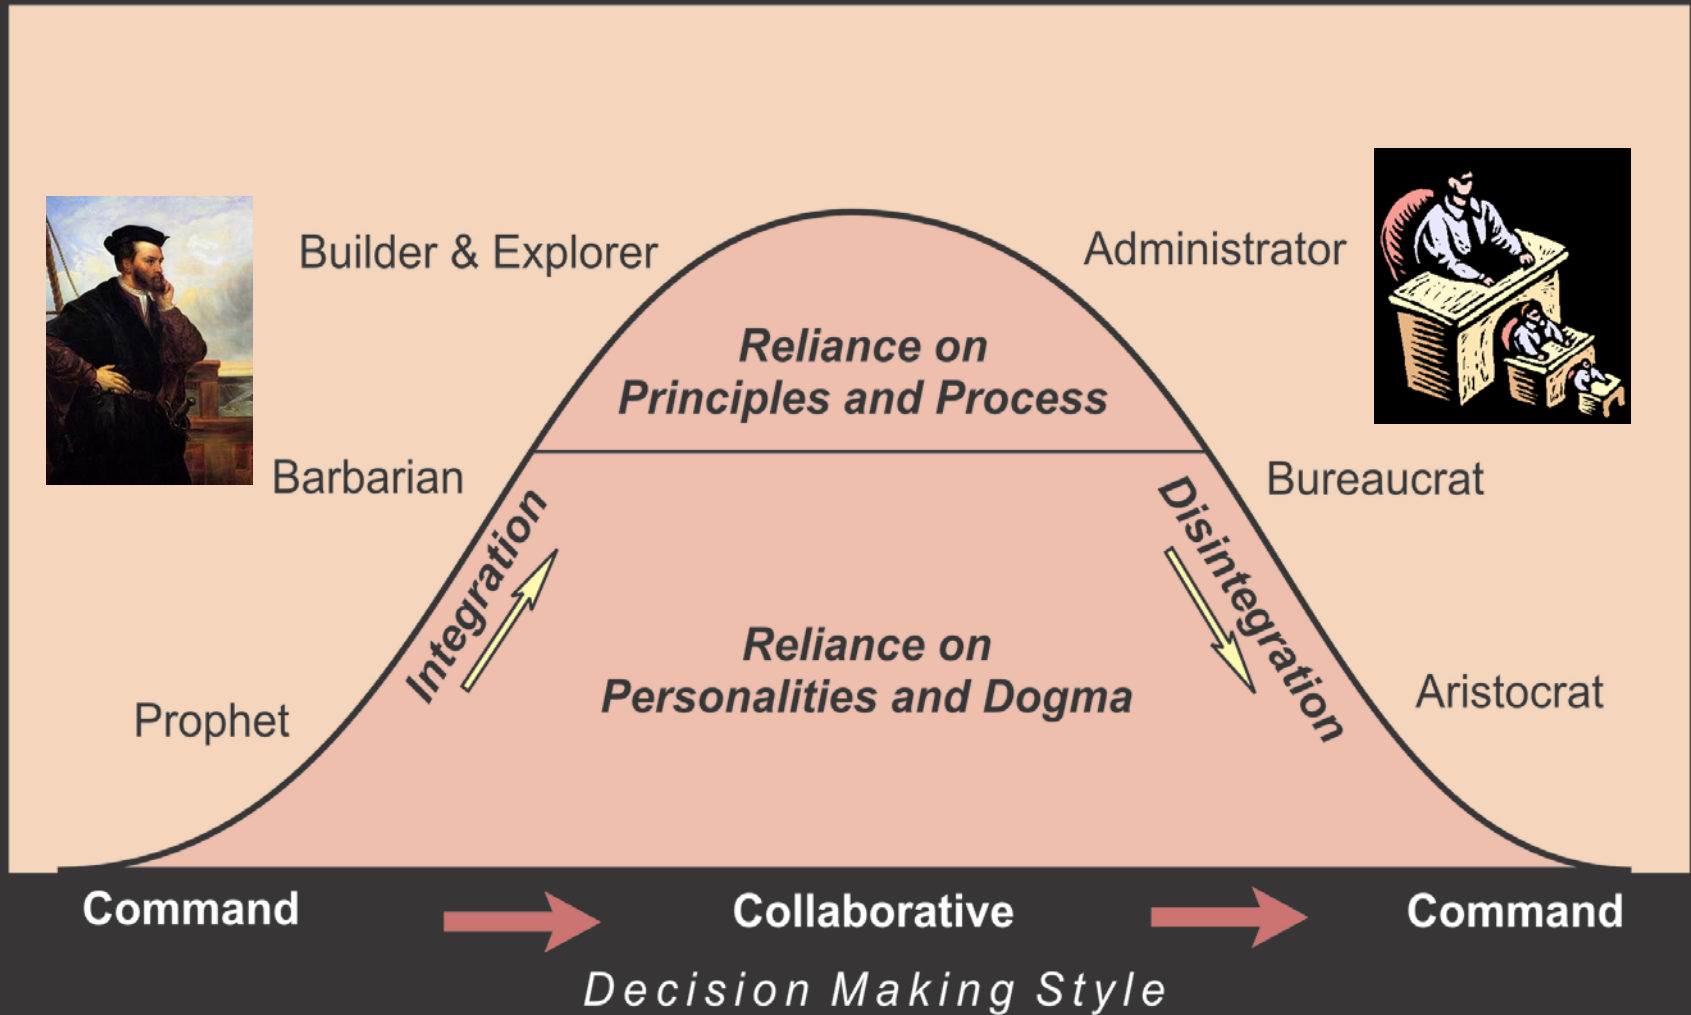 Builder & Explorer
Administrator
Reliance on
Principles and Process
Barbarian
Bureaucrat
Integration
Disintegration
Reliance on
Personalities and Dogma
Prophet
Aristocrat
Command
Collaborative
Command
Decision Making Style